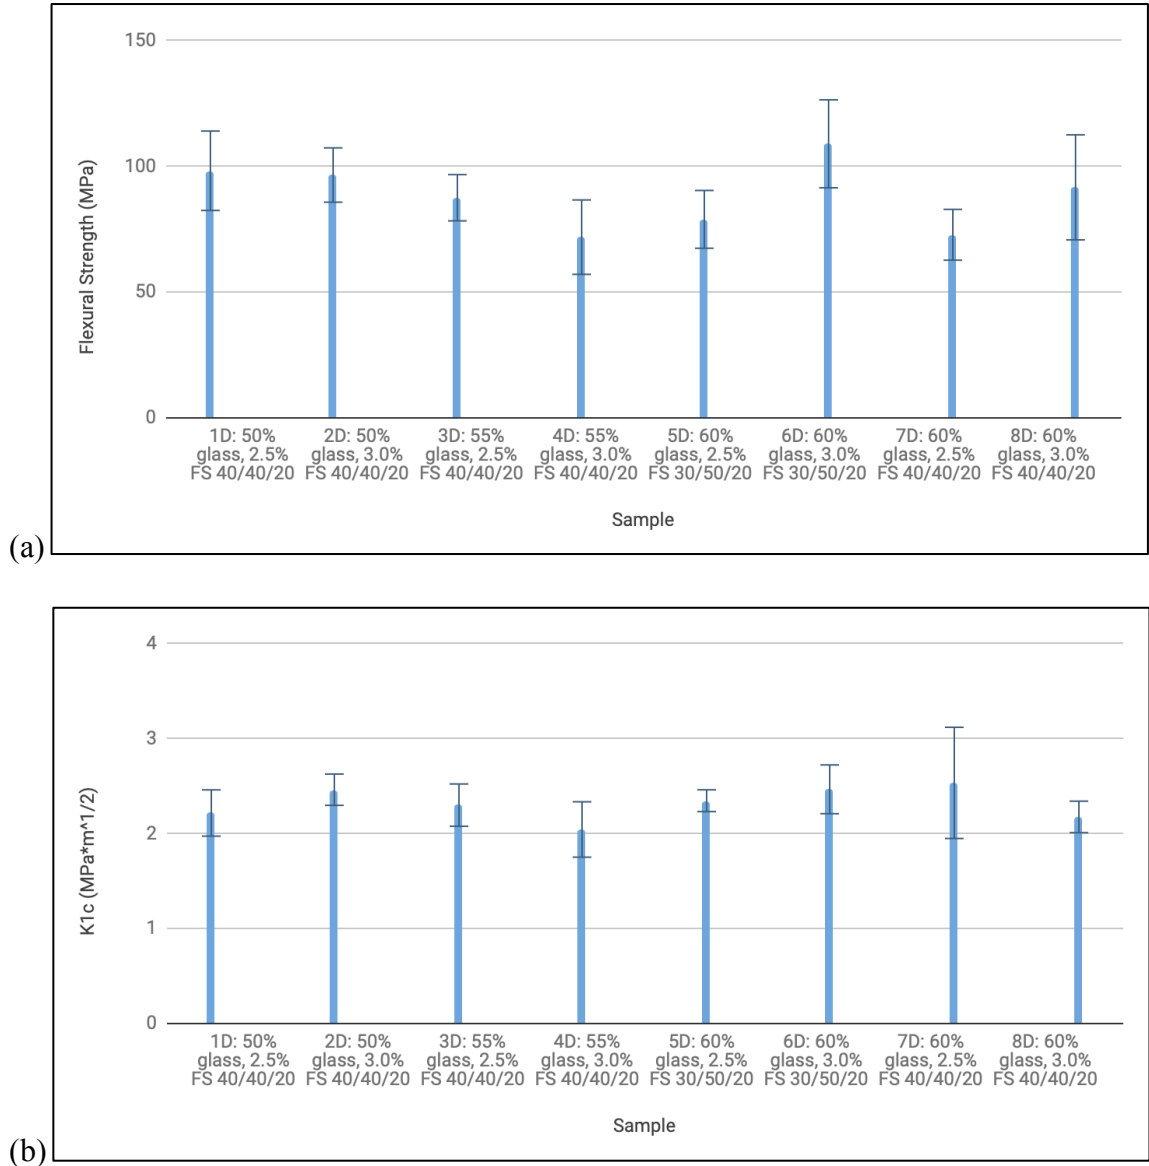 150
100
50
0
Flexural Strength (MPa)
1D: 50%
glass, 2.5%
FS 40/40/20
2D: 50%
glass, 3.0%
FS 40/40/20
3D: 55%
glass, 2.5%
FS 40/40/20
4D: 55%
glass, 3.0%
FS 40/40/20
5D: 60%
glass, 2.5%
FS 30/50/20
6D: 60%
glass, 3.0%
FS 30/50/20
7D: 60%
glass, 2.5%
FS 40/40/20
8D: 60%
glass, 3.0%
FS 40/40/20
Sample
(a)
4
3
2
1
0
K1c (MPa*m^1/2)
1D: 50%
glass, 2.5%
FS 40/40/20
2D: 50%
glass, 3.0%
FS 40/40/20
3D: 55%
glass, 2.5%
FS 40/40/20
4D: 55%
glass, 3.0%
FS 40/40/20
5D: 60%
glass, 2.5%
FS 30/50/20
6D: 60%
glass, 3.0%
FS 30/50/20
7D: 60%
glass, 2.5%
FS 40/40/20
8D: 60%
glass, 3.0%
FS 40/40/20
Sample
(b)